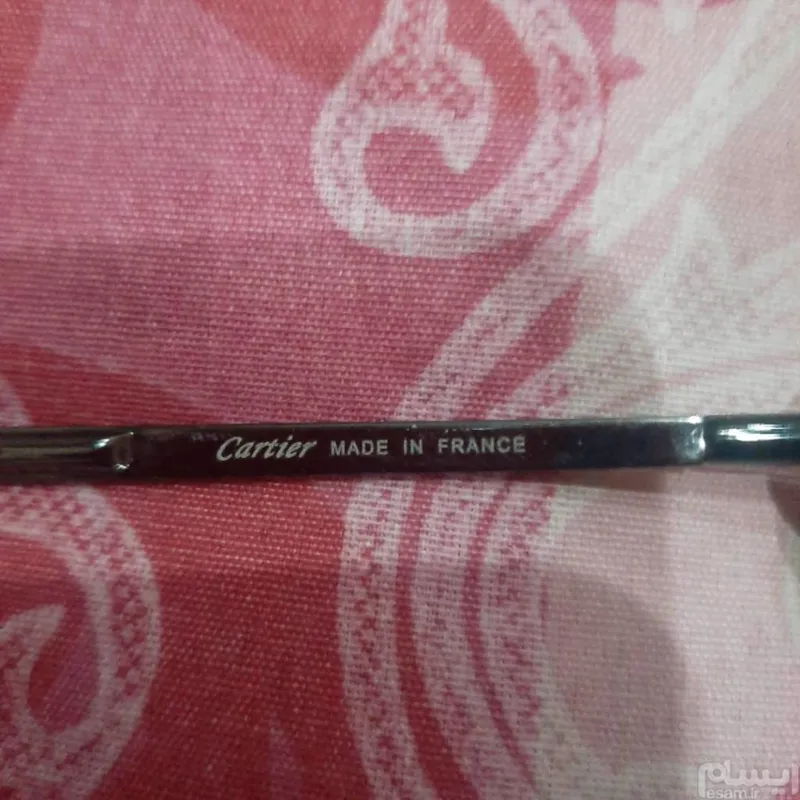 Cartier MADE IN FRANCE
ایسام
esam.ir